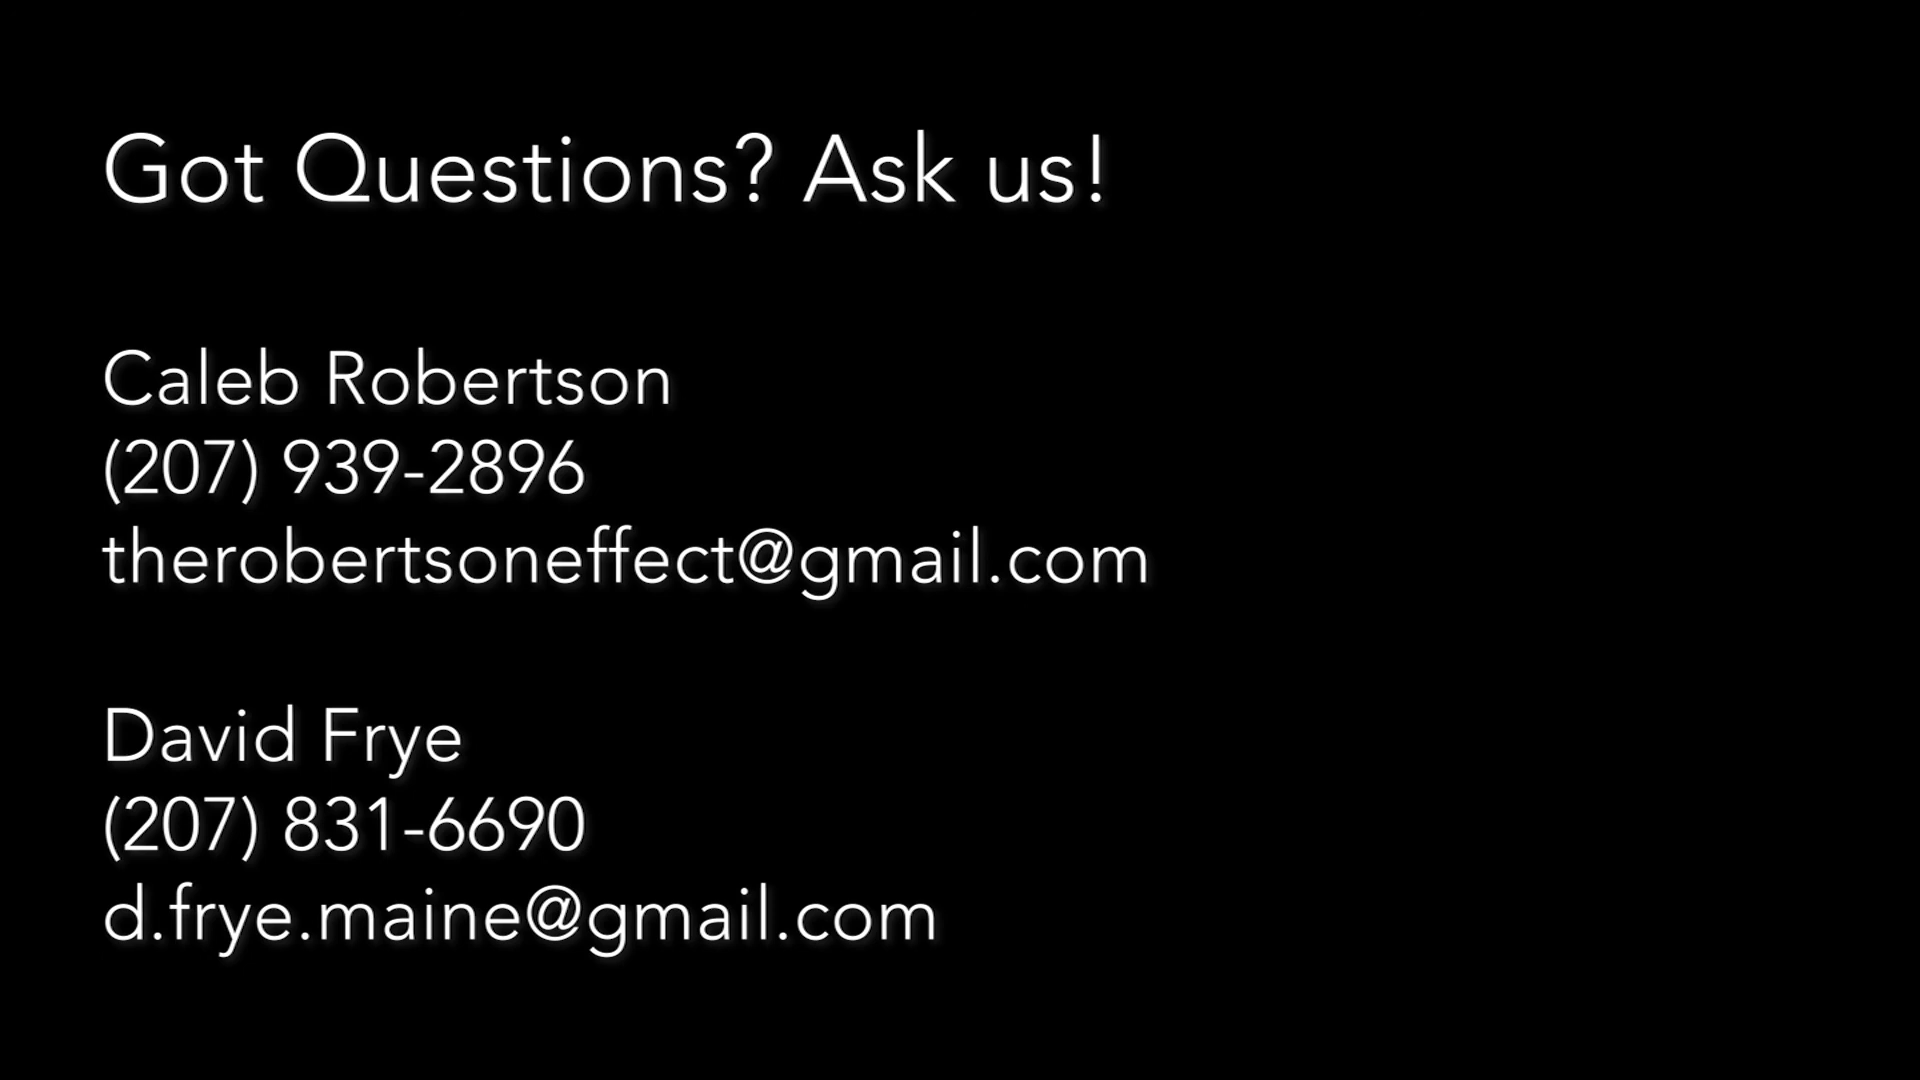 Got Questions? Ask us!
Caleb Robertson
(207) 939-2896
therobertsoneffect@gmail.com
David Frye
(207) 831-6690
d.frye.maine@gmail.com